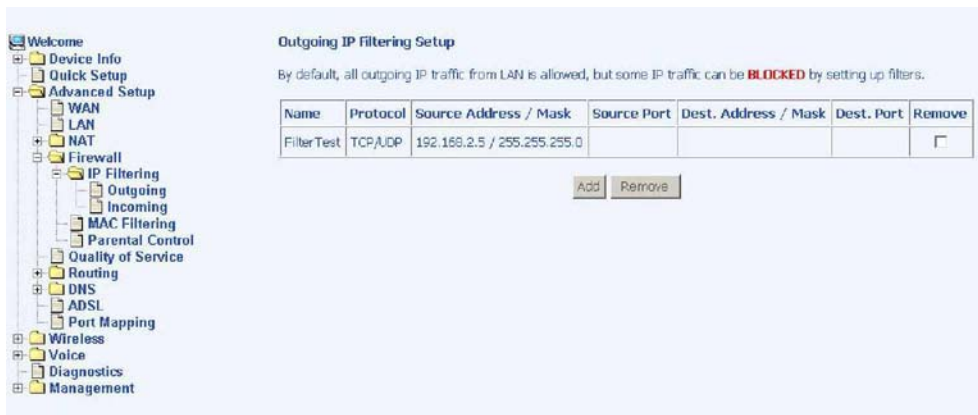 Welcome
Device Info
Quick Setup
Advanced Setup
WAN
LAN
NAT
Firewall
IP Filtering
Outgoing
Incoming
MAC Filtering
Parental Control
Quality of Service
Routing
DNS
ADSL
Port Mapping
Wireless
Voice
Diagnostics
Management
Outgoing IP Filtering Setup
By default, all outgoing IP traffic from LAN is allowed, but some IP traffic can be BLOCKED by setting up filters.
Name Protocol Source Address / Mask Source Port Dest. Address / Mask Dest. Port Remove
FilterTest TCP/UDP 192.168.2.5 / 255.255.255.0
Add Remove